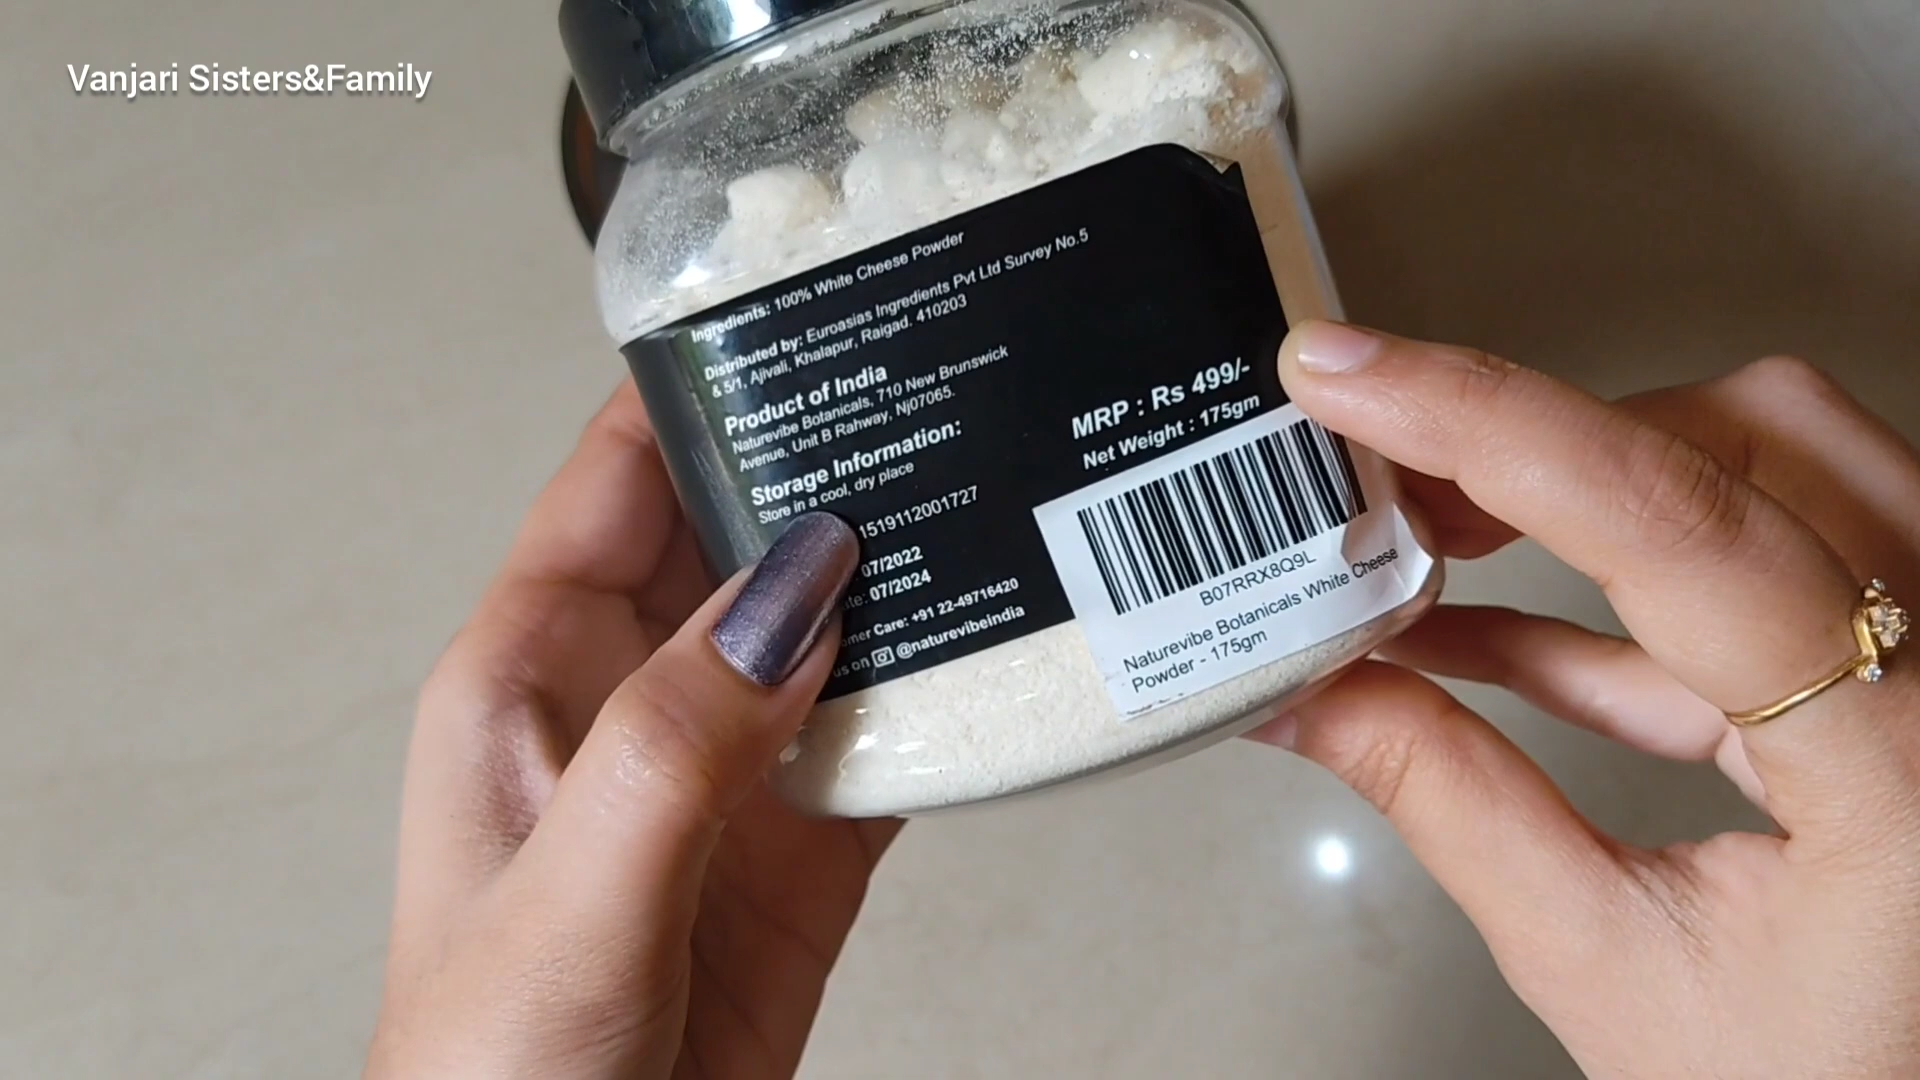 Vanjari Sisters&Family
Ingredients: 100% White Cheese Powder
Distributed by: Euroasias Ingredients Pvt Ltd Survey No.5
& 5/1, Ajivali, Khalapur, Raigad. 410203
Product of India
Naturevibe Botanicals, 710 New Brunswick
Avenue, Unit B Rahway, Nj07065.
Storage Information:
Store in a cool, dry place
1519112001727
07/2022
07/2024
Care: +91 22-49716420
us on @naturevibeindia
MRP : Rs 499/-
Net Weight : 175gm
B07RRX8Q9L
Naturevibe Botanicals White Cheese
Powder - 175gm